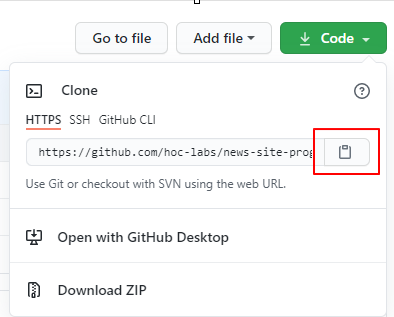 Go to file Add file Code
Clone
HTTPS SSH GitHub CLI
https://github.com/hoc-labs/news-site-prog
Use Git or checkout with SVN using the web URL.
Open with GitHub Desktop
Download ZIP